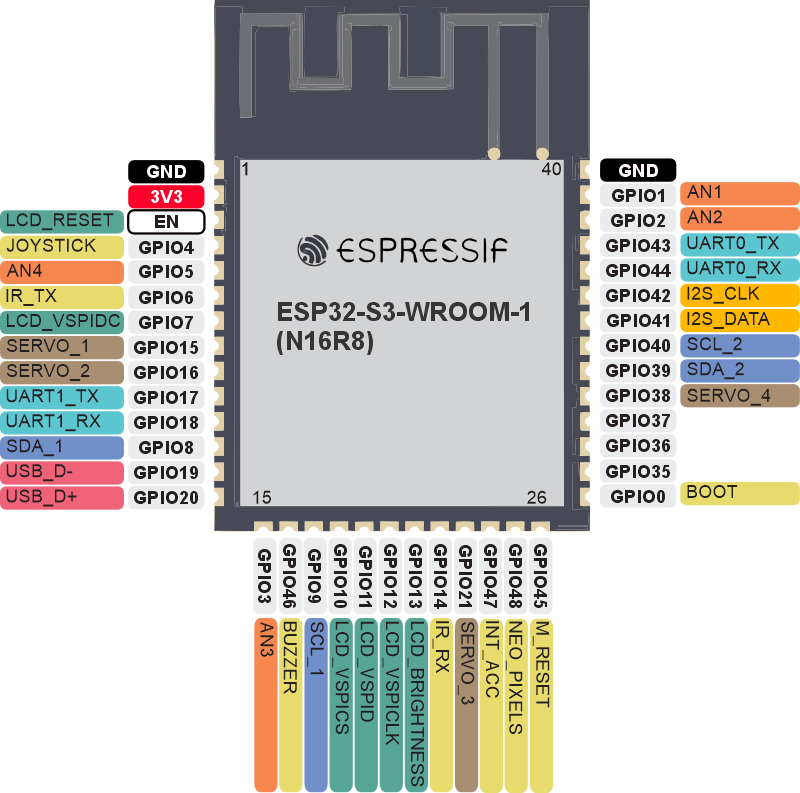 1
40
ESPRESSIF
ESP32-S3-WROOM-1
(N16R8)
15
26
GND
3V3
LCD_RESET EN
JOYSTICK GPIO4
AN4 GPIO5
IR_TX GPIO6
LCD_VSPIDC GPIO7
SERVO_1 GPIO15
SERVO_2 GPIO16
UART1_TX GPIO17
UART1_RX GPIO18
SDA_1 GPIO8
USB_D- GPIO19
USB_D+ GPIO20
GND
GPIO1 AN1
GPIO2 AN2
GPIO43 UART0_TX
GPIO44 UART0_RX
GPIO42 I2S_CLK
GPIO41 I2S_DATA
GPIO40 SCL_2
GPIO39 SDA_2
GPIO38 SERVO_4
GPIO37
GPIO36
GPIO35
GPIO0 BOOT
GPIO3 AN3
GPIO46 BUZZER
GPIO9 SCL_1
GPIO10 LCD_VSPICS
GPIO11 LCD_VSPID
GPIO12 LCD_VSPICLK
GPIO13 LCD_BRIGHTNESS
GPIO14 IR_RX
GPIO21 SERVO_3
GPIO47 INT_ACC
GPIO48 NEO_PIXELS
GPIO45 M_RESET